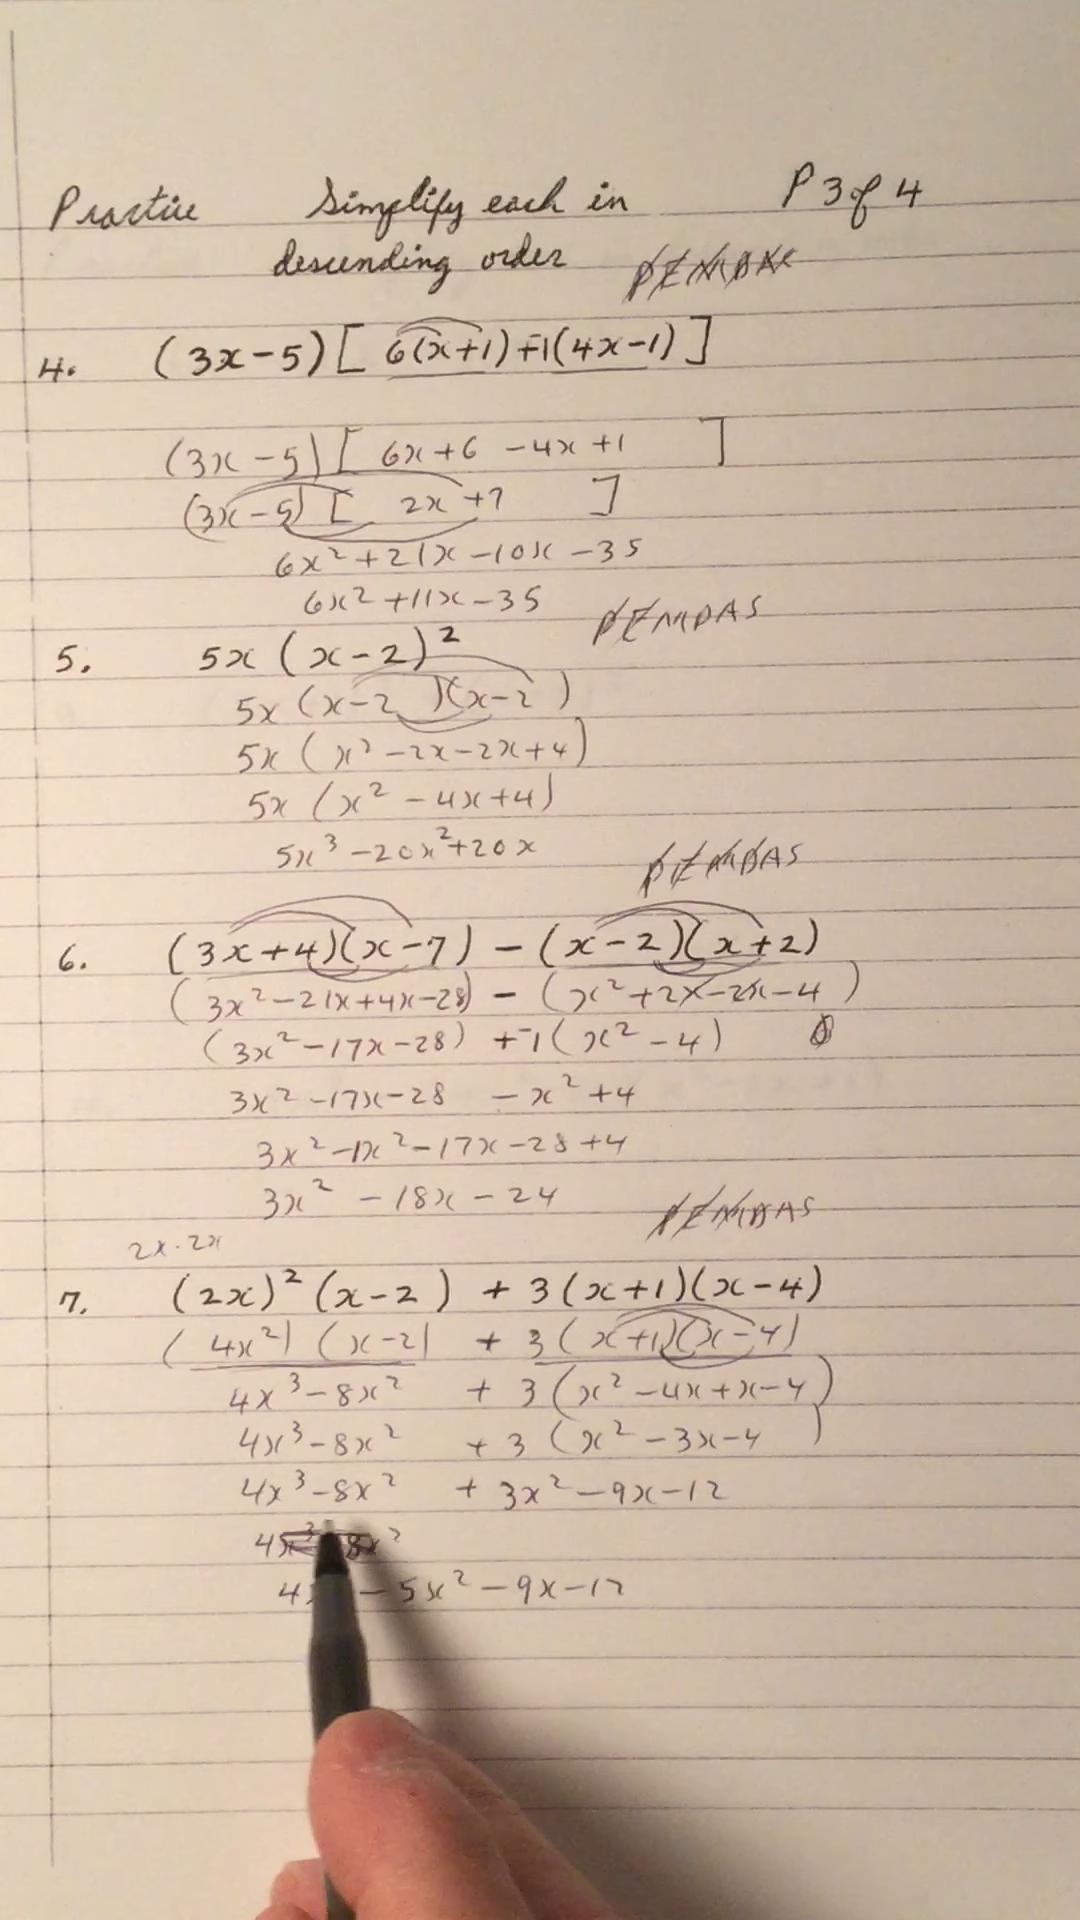 Practice Simplify each in P 3 of 4
descending order PEMDAS
4. (3x-5)[6(x+1)+-1(4x-1)]
(3x-5)[6x+6-4x+1]
(3x-5)[2x+7]
6x²+21x-10x-35
6x²+11x-35 PEMDAS
5. 5x(x-2)²
5x(x-2)(x-2)
5x(x²-2x-2x+4)
5x(x²-4x+4)
5x³-20x²+20x PEMDAS
6. (3x+4)(x-7)-(x-2)(x+2)
(3x²-21x+4x-28)-(x²+2x-2x-4)
(3x²-17x-28)+-1(x²-4)
3x²-17x-28 -x²+4
3x²-1x²-17x-28+4
3x²-18x-24 PEMDAS
2x·2x
7. (2x)²(x-2)+3(x+1)(x-4)
(4x²)(x-2)+3(x+1)(x-4)
4x³-8x²+3(x²-4x+x-4)
4x³-8x²+3(x²-3x-4)
4x³-8x²+3x²-9x-12
4x³-8x²
4x -5x²-9x-12